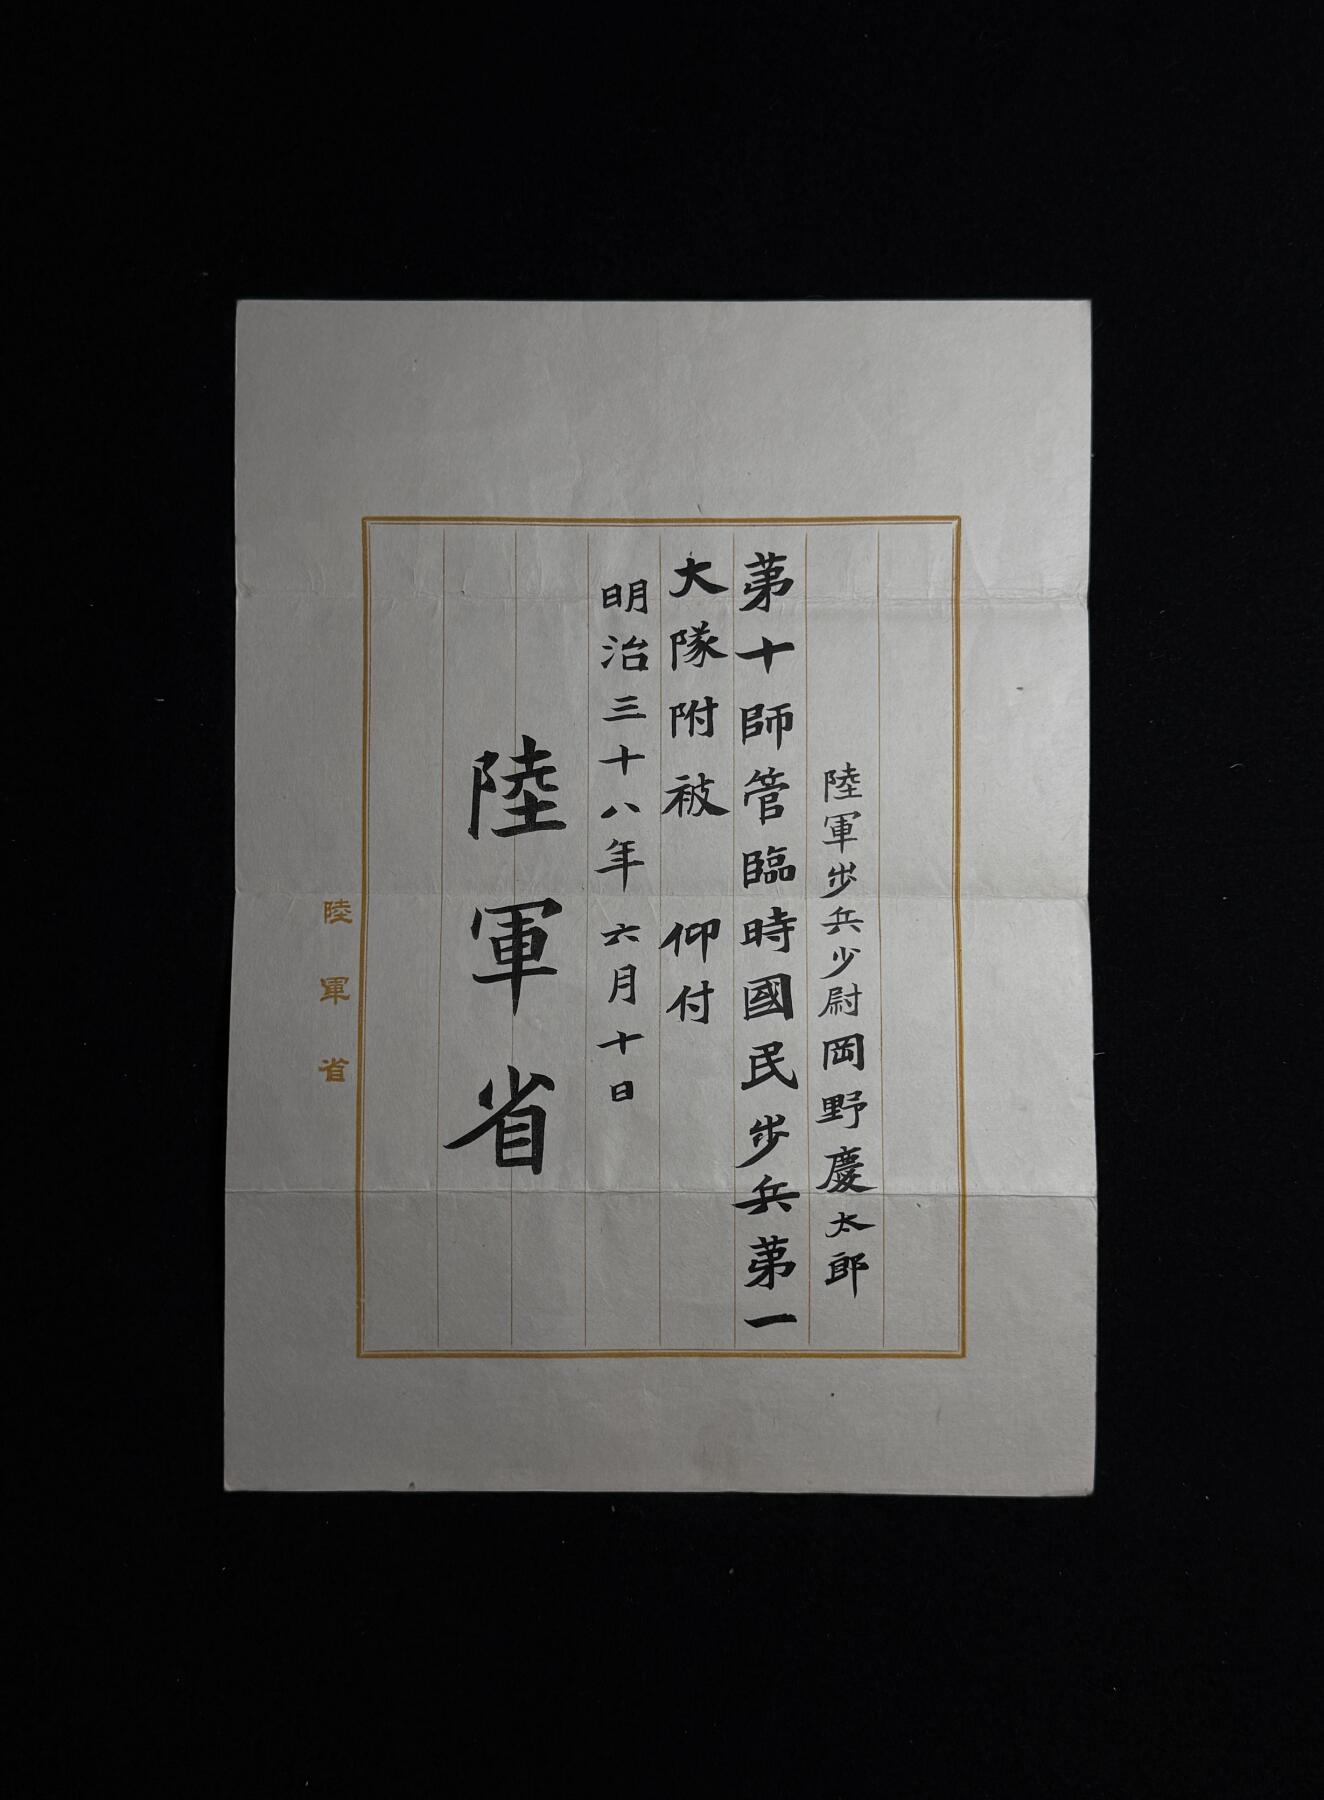 陸軍歩兵少尉岡野慶太郎
第十師管臨時國民歩兵第一
大隊附被 仰付
明治三十八年六月十日
陸軍省
陸軍省